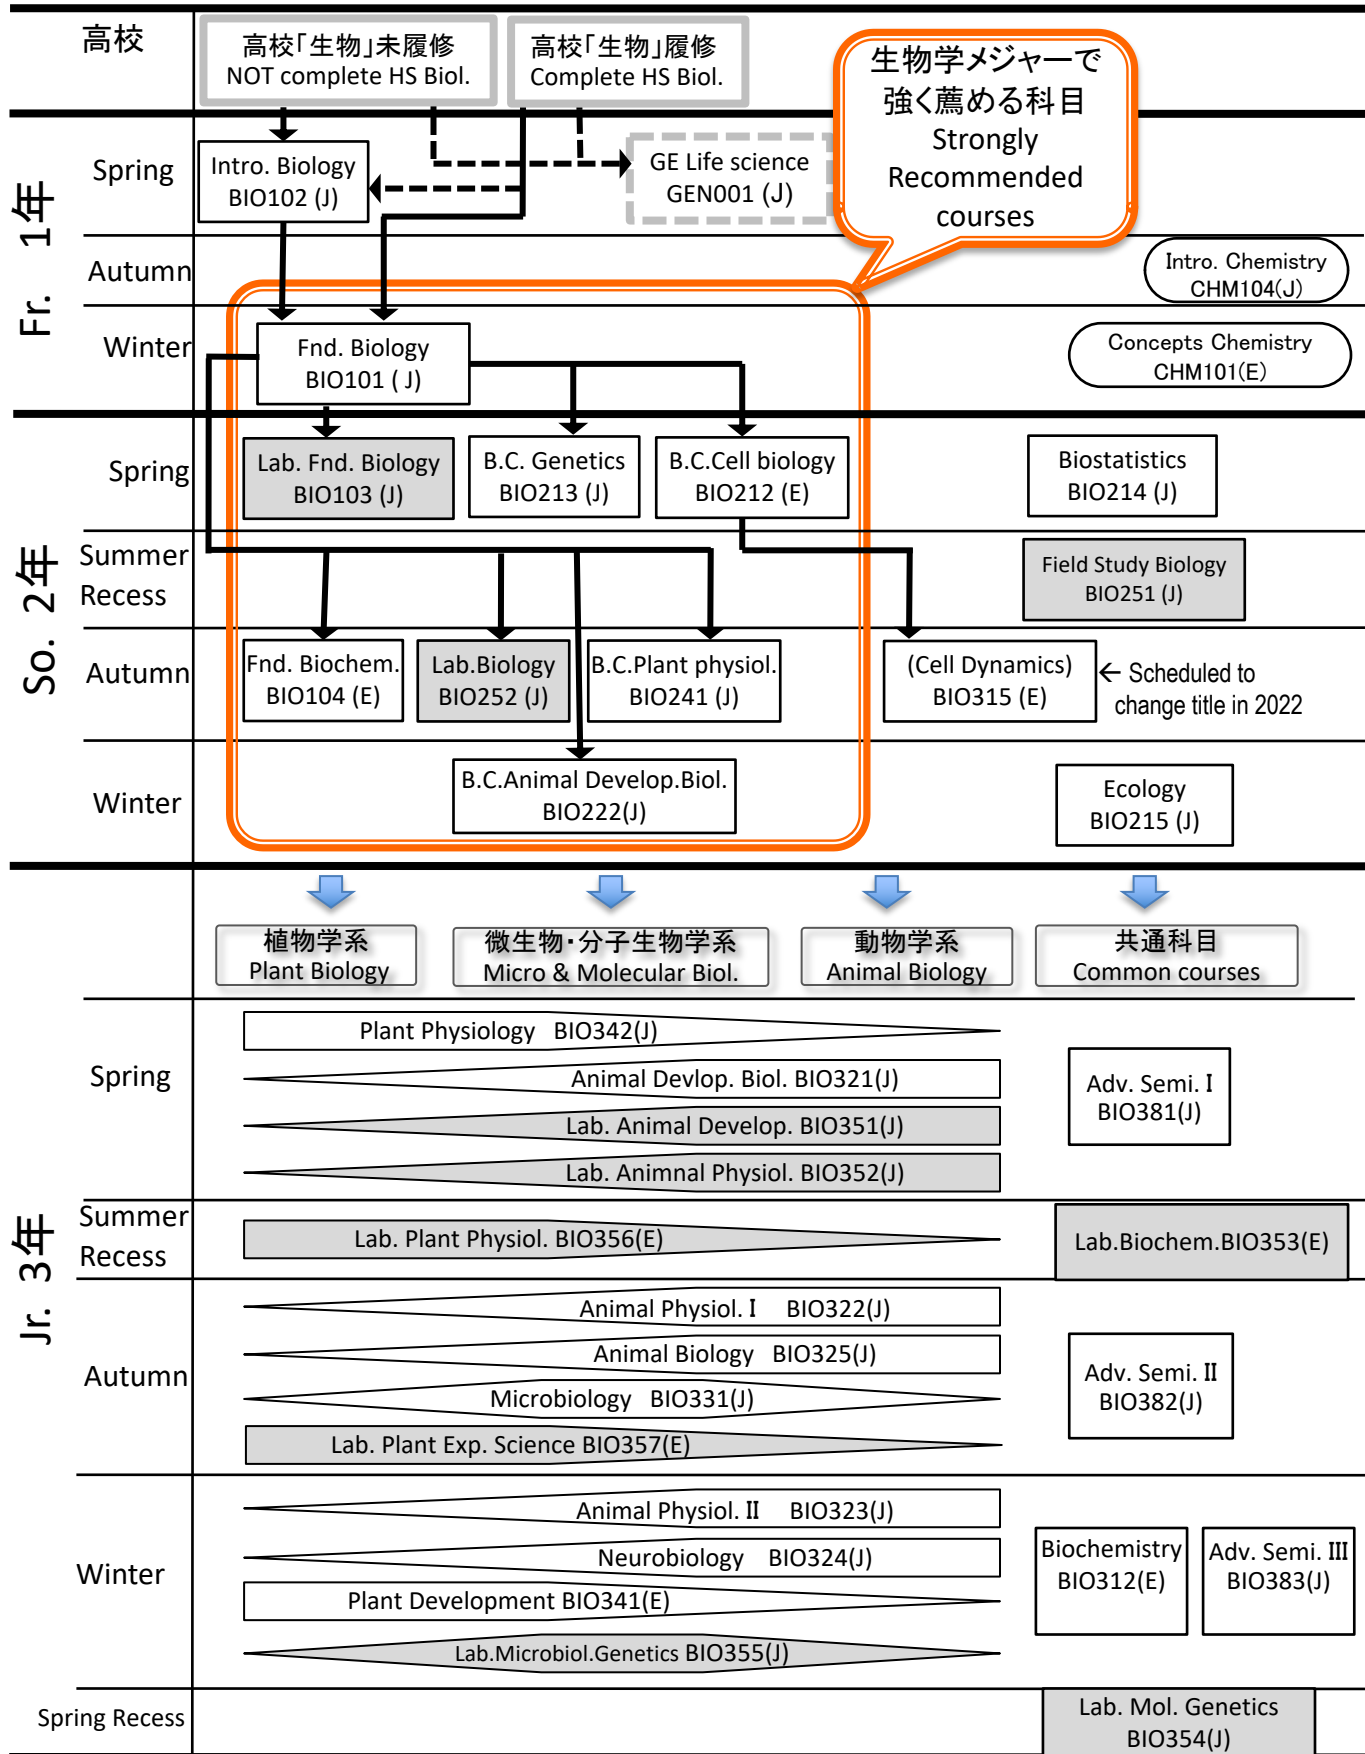 高校
高校「生物」未履修
NOT complete HS Biol.
高校「生物」履修
Complete HS Biol.
生物学メジャーで
強く薦める科目
Strongly
Recommended
courses
Fr. 1年
Spring
Intro. Biology
BIO102 (J)
GE Life science
GEN001 (J)
Autumn
Intro. Chemistry
CHM104(J)
Winter
Fnd. Biology
BIO101 ( J)
Concepts Chemistry
CHM101(E)
So. 2年
Spring
Lab. Fnd. Biology
BIO103 (J)
B.C. Genetics
BIO213 (J)
B.C.Cell biology
BIO212 (E)
Biostatistics
BIO214 (J)
Summer
Recess
Field Study Biology
BIO251 (J)
Autumn
Fnd. Biochem.
BIO104 (E)
Lab.Biology
BIO252 (J)
B.C.Plant physiol.
BIO241 (J)
(Cell Dynamics)
BIO315 (E)
← Scheduled to
change title in 2022
Winter
B.C.Animal Develop.Biol.
BIO222(J)
Ecology
BIO215 (J)
植物学系
Plant Biology
微生物・分子生物学系
Micro & Molecular Biol.
動物学系
Animal Biology
共通科目
Common courses
Jr. 3年
Spring
Plant Physiology BIO342(J)
Animal Devlop. Biol. BIO321(J)
Lab. Animal Develop. BIO351(J)
Lab. Animnal Physiol. BIO352(J)
Adv. Semi. I
BIO381(J)
Summer
Recess
Lab. Plant Physiol. BIO356(E)
Lab.Biochem.BIO353(E)
Autumn
Animal Physiol. I BIO322(J)
Animal Biology BIO325(J)
Microbiology BIO331(J)
Lab. Plant Exp. Science BIO357(E)
Adv. Semi. II
BIO382(J)
Winter
Animal Physiol. II BIO323(J)
Neurobiology BIO324(J)
Plant Development BIO341(E)
Lab.Microbiol.Genetics BIO355(J)
Biochemistry
BIO312(E)
Adv. Semi. III
BIO383(J)
Spring Recess
Lab. Mol. Genetics
BIO354(J)